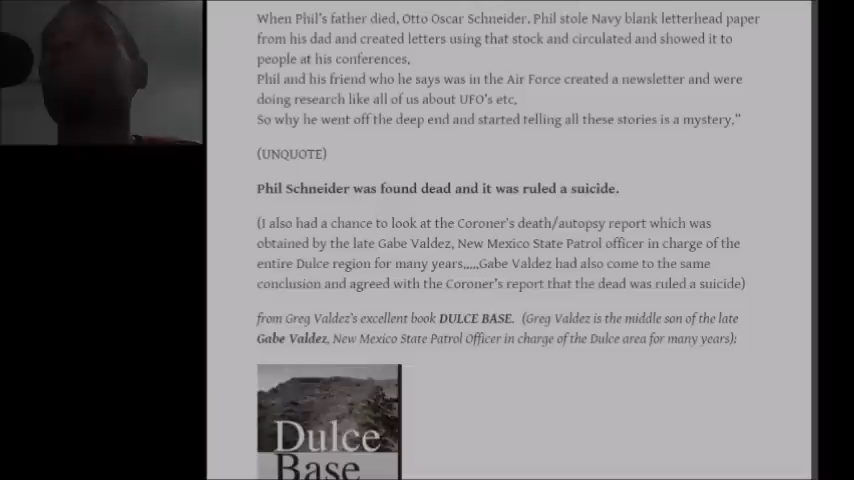 When Phil's father died, Otto Oscar Schneider. Phil stole Navy blank letterhead paper
from his dad and created letters using that stock and circulated and showed it to
people at his conferences,
Phil and his friend who he says was in the Air Force created a newsletter and were
doing research like all of us about UFO's etc,
So why he went off the deep end and started telling all these stories is a mystery."
(UNQUOTE)
Phil Schneider was found dead and it was ruled a suicide.
(I also had a chance to look at the Coroner's death/autopsy report which was
obtained by the late Gabe Valdez, New Mexico State Patrol officer in charge of the
entire Dulce region for many years,....Gabe Valdez had also come to the same
conclusion and agreed with the Coroner's report that the dead was ruled a suicide)
from Greg Valdez's excellent book DULCE BASE. (Greg Valdez is the middle son of the late
Gabe Valdez, New Mexico State Patrol Officer in charge of the Dulce area for many years):
Dulce
Base